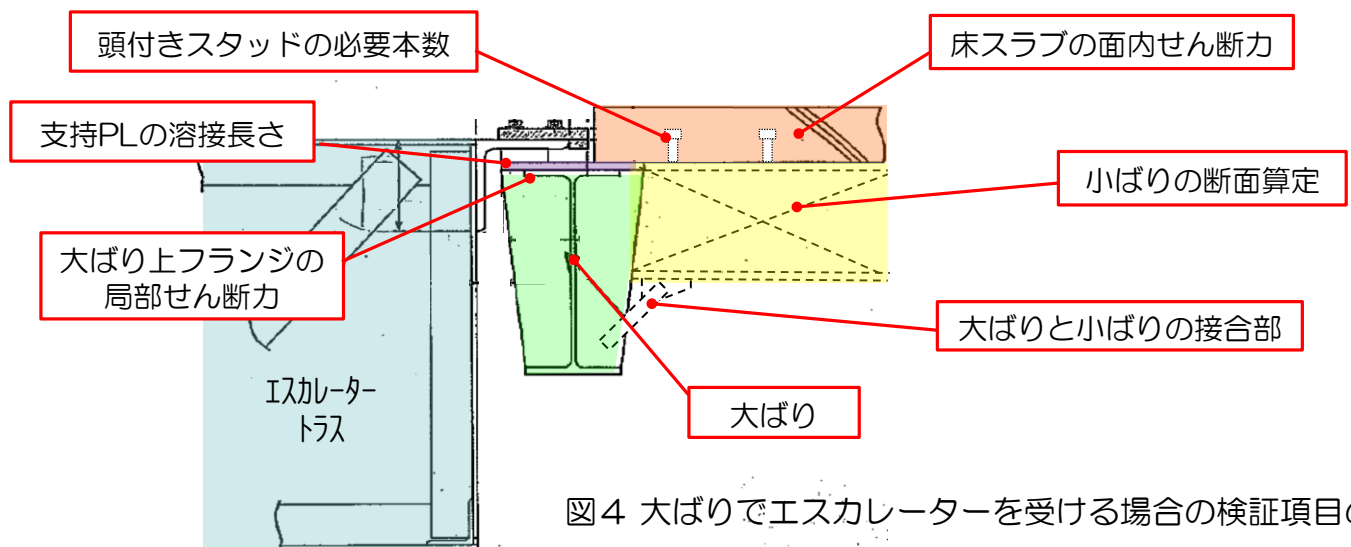 頭付きスタッドの必要本数
床スラブの面内せん断力
支持PLの溶接長さ
小ばりの断面算定
大ばり上フランジの
局部せん断力
大ばりと小ばりの接合部
エスカレーター
トラス
大ばり
図4 大ばりでエスカレーターを受ける場合の検証項目の